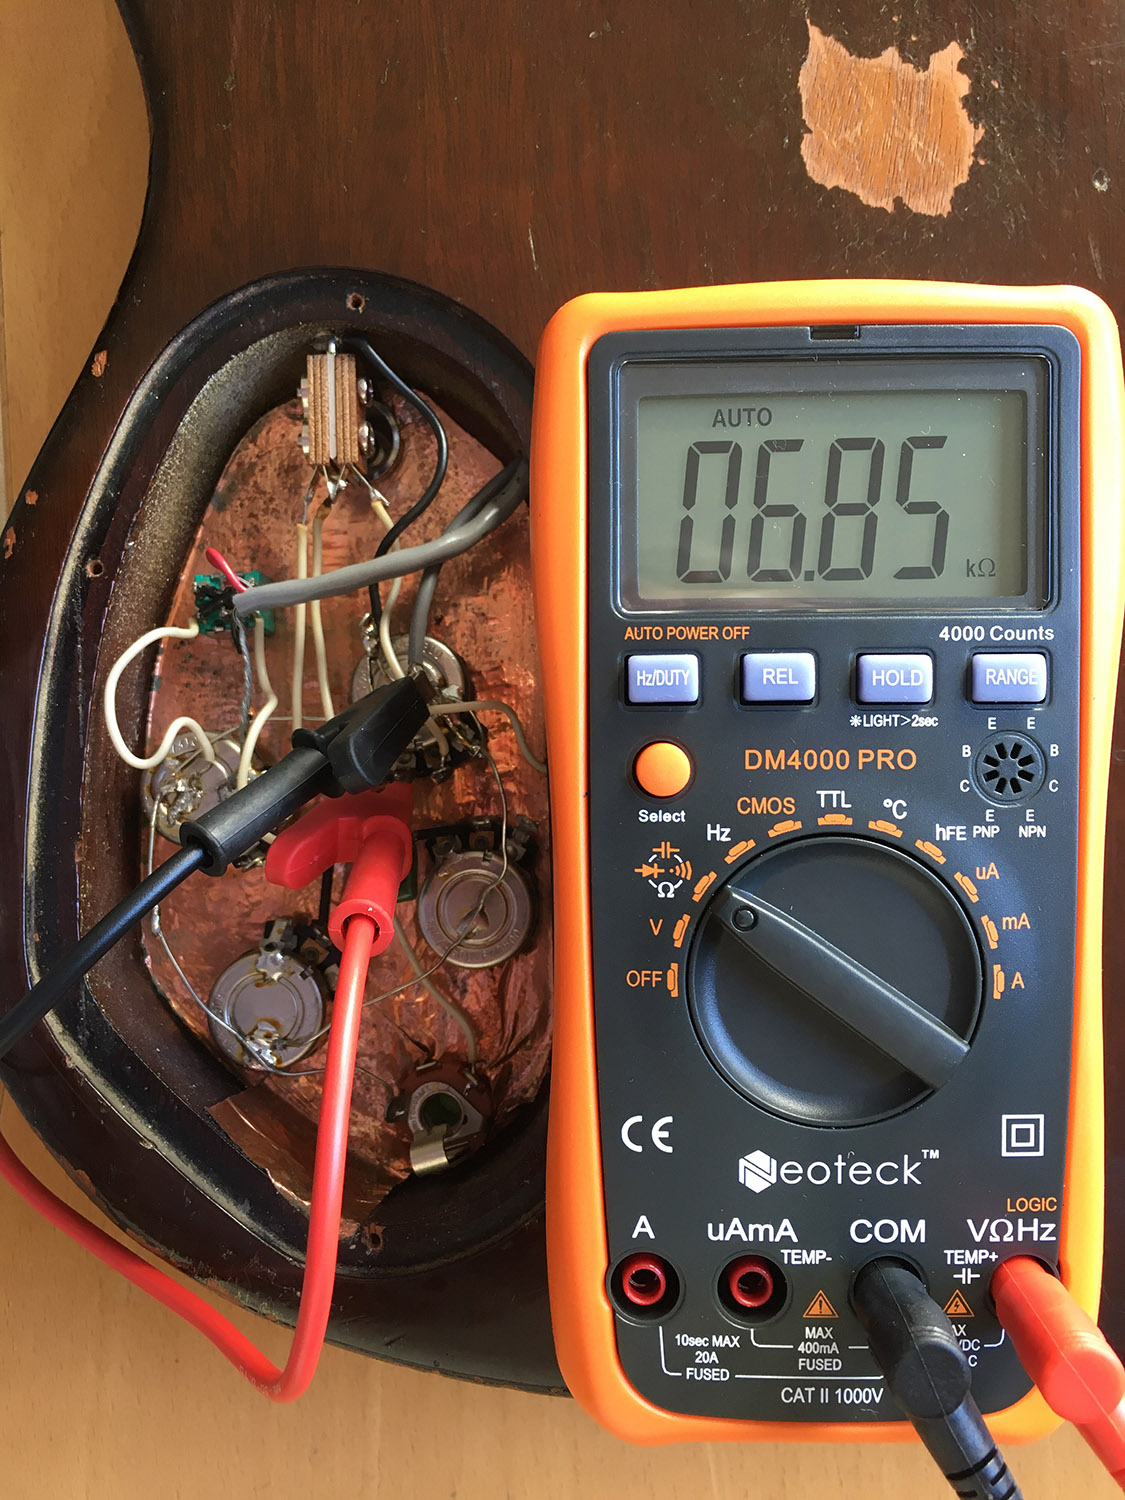 AUTO
06.85
kΩ
AUTO POWER OFF
4000 Counts
Hz/DUTY
REL
HOLD
RANGE
☀LIGHT>2sec
DM4000 PRO
Select
E E
B B
C C
E E
PNP NPN
Hz
CMOS
TTL
°C
hFE
uA
mA
A
Ω
V
OFF
CE
Neoteck™
LOGIC
A
uAmA
COM
VΩHz
TEMP-
TEMP+
10sec MAX
20A
FUSED
MAX
400mA
FUSED
CAT II 1000V